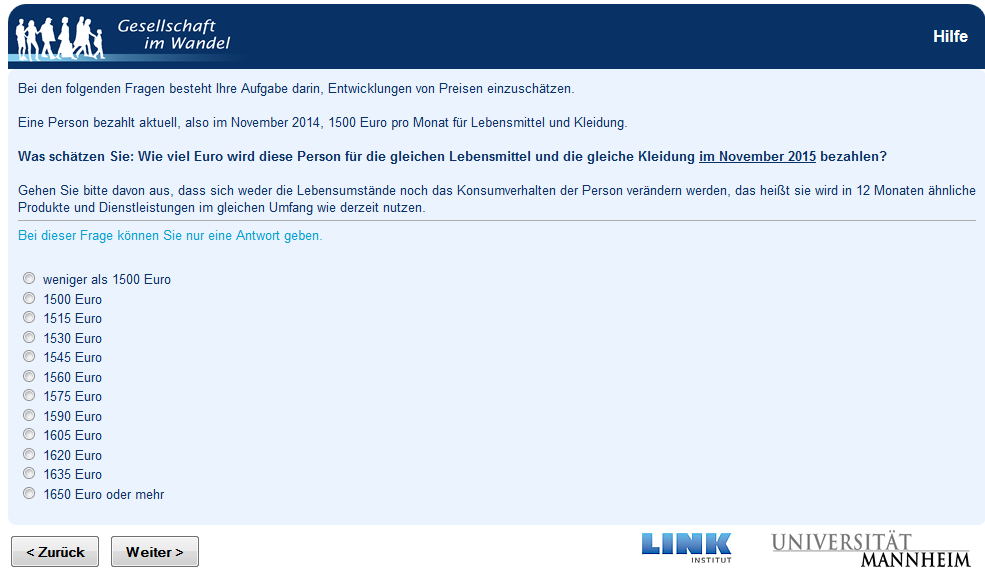 Gesellschaft
im Wandel
Hilfe
Bei den folgenden Fragen besteht Ihre Aufgabe darin, Entwicklungen von Preisen einzuschätzen.
Eine Person bezahlt aktuell, also im November 2014, 1500 Euro pro Monat für Lebensmittel und Kleidung.
Was schätzen Sie: Wie viel Euro wird diese Person für die gleichen Lebensmittel und die gleiche Kleidung im November 2015 bezahlen?
Gehen Sie bitte davon aus, dass sich weder die Lebensumstände noch das Konsumverhalten der Person verändern werden, das heißt sie wird in 12 Monaten ähnliche
Produkte und Dienstleistungen im gleichen Umfang wie derzeit nutzen.
Bei dieser Frage können Sie nur eine Antwort geben.
weniger als 1500 Euro
1500 Euro
1515 Euro
1530 Euro
1545 Euro
1560 Euro
1575 Euro
1590 Euro
1605 Euro
1620 Euro
1635 Euro
1650 Euro oder mehr
< Zurück
Weiter >
LINK
INSTITUT
UNIVERSITÄT
MANNHEIM